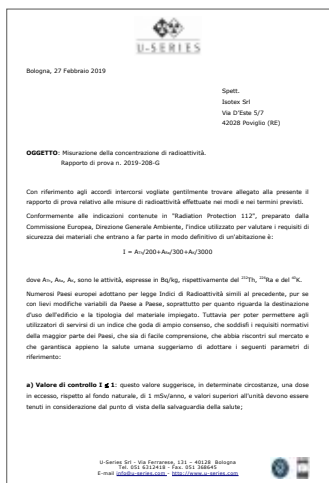 U-SERIES
Bologna, 27 Febbraio 2019
Spett.
Isotex Srl
Via D'Este 5/7
42028 Poviglio (RE)
OGGETTO: Misurazione della concentrazione di radioattività.
Rapporto di prova n. 2019-208-G
Con riferimento agli accordi intercorsi vogliate gentilmente trovare allegato alla presente il
rapporto di prova relativo alle misure di radioattività effettuate nei modi e nei termini previsti.
Conformemente alle indicazioni contenute in "Radiation Protection 112", preparato dalla
Commissione Europea, Direzione Generale Ambiente, l'indice utilizzato per valutare i requisiti di
sicurezza dei materiali che entrano a far parte in modo definitivo di un'abitazione è:
I = ATh/200+ARa/300+AK/3000
dove ATh, ARa, AK, sono le attività, espresse in Bq/kg, rispettivamente del 232Th, 226Ra e del 40K.
Numerosi Paesi europei adottano per legge Indici di Radioattività simili al precedente, pur se
con lievi modifiche variabili da Paese a Paese, soprattutto per quanto riguarda la destinazione
d'uso dell'edificio e la tipologia del materiale impiegato. Tuttavia per poter permettere agli
utilizzatori di servirsi di un indice che goda di ampio consenso, che soddisfi i requisiti normativi
della maggior parte dei Paesi, che sia di facile comprensione, che abbia riscontri sul mercato e
che garantisca appieno la salute umana suggeriamo di adottare i seguenti parametri di
riferimento:
a) Valore di controllo I ≤ 1: questo valore suggerisce, in determinate circostanze, una dose
in eccesso, rispetto al fondo naturale, di 1 mSv/anno, e valori superiori all'unità devono essere
tenuti in considerazione dal punto di vista della salvaguardia della salute;
U-Series Srl - Via Ferrarese, 131 - 40128 Bologna
Tel. 051 6312418 - Fax. 051 368645
E-mail info@u-series.com - http://www.u-series.com